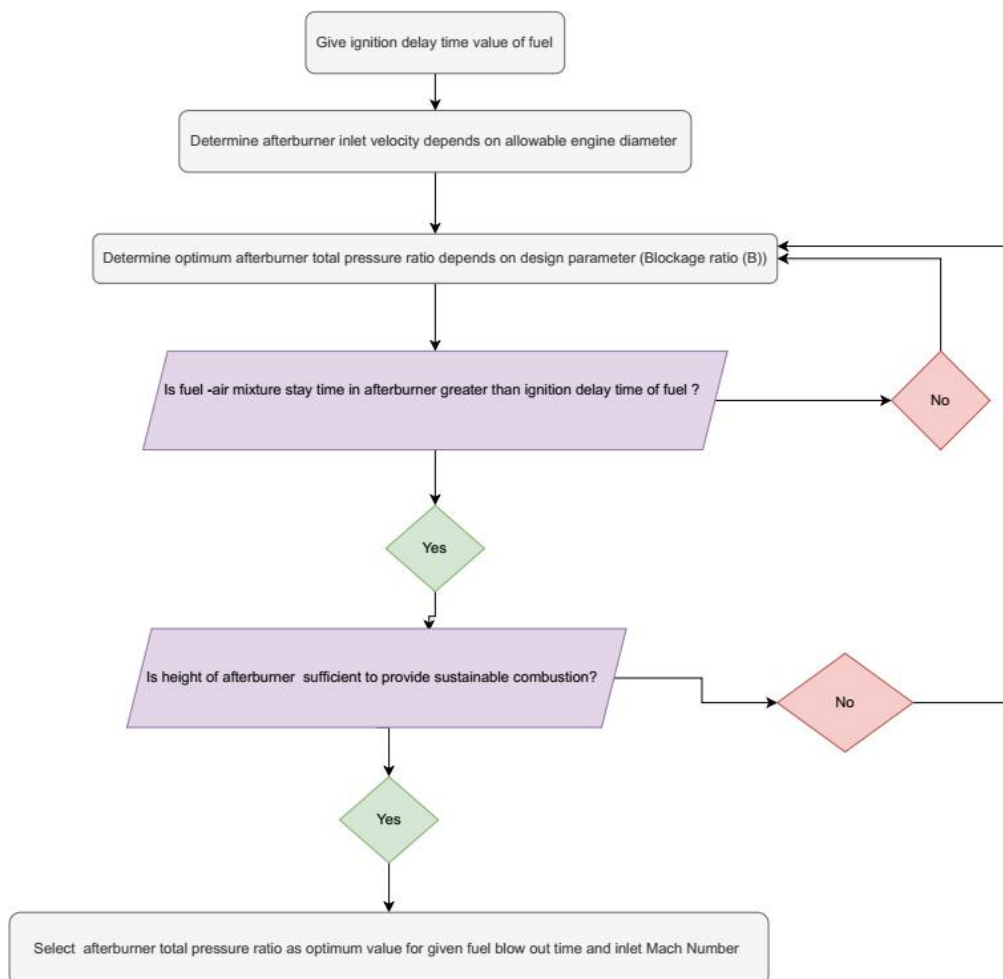 Give ignition delay time value of fuel
Determine afterburner inlet velocity depends on allowable engine diameter
Determine optimum afterburner total pressure ratio depends on design parameter (Blockage ratio (B))
Is fuel -air mixture stay time in afterburner greater than ignition delay time of fuel ?
No
Yes
Is height of afterburner sufficient to provide sustainable combustion?
No
Yes
Select afterburner total pressure ratio as optimum value for given fuel blow out time and inlet Mach Number